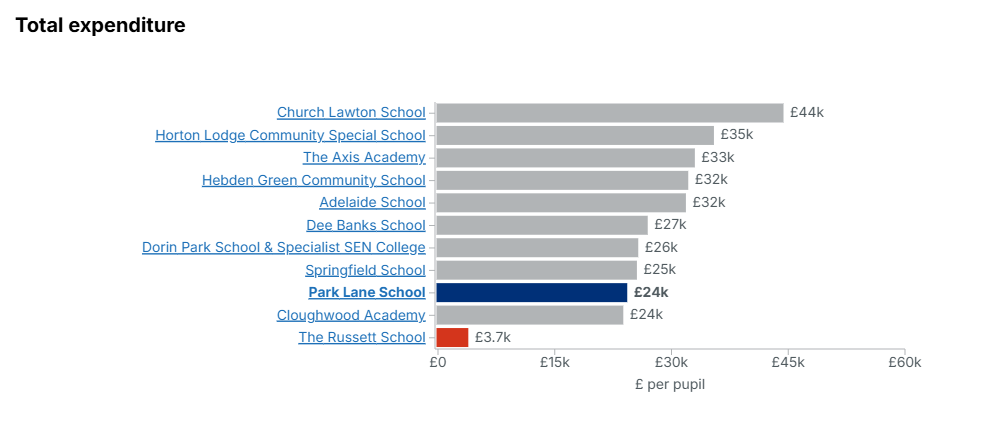 Total expenditure
Church Lawton School £44k
Horton Lodge Community Special School £35k
The Axis Academy £33k
Hebden Green Community School £32k
Adelaide School £32k
Dee Banks School £27k
Dorin Park School & Specialist SEN College £26k
Springfield School £25k
Park Lane School £24k
Cloughwood Academy £24k
The Russett School £3.7k
£0 £15k £30k £45k £60k
£ per pupil